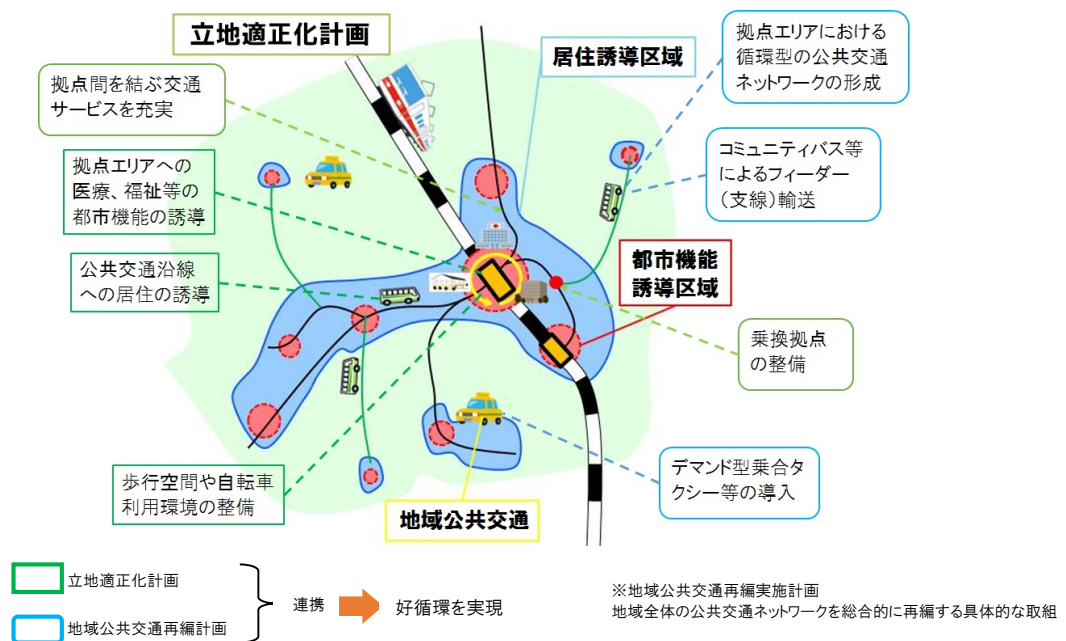 立地適正化計画
居住誘導区域
拠点エリアにおける
循環型の公共交通
ネットワークの形成
拠点間を結ぶ交通
サービスを充実
コミュニティバス等
によるフィーダー
(支線)輸送
拠点エリアへの
医療、福祉等の
都市機能の誘導
都市機能
誘導区域
公共交通沿線
への居住の誘導
乗換拠点
の整備
歩行空間や自転車
利用環境の整備
地域公共交通
デマンド型乗合タ
クシー等の導入
立地適正化計画
地域公共交通再編計画
連携
好循環を実現
※地域公共交通再編実施計画
地域全体の公共交通ネットワークを総合的に再編する具体的な取組